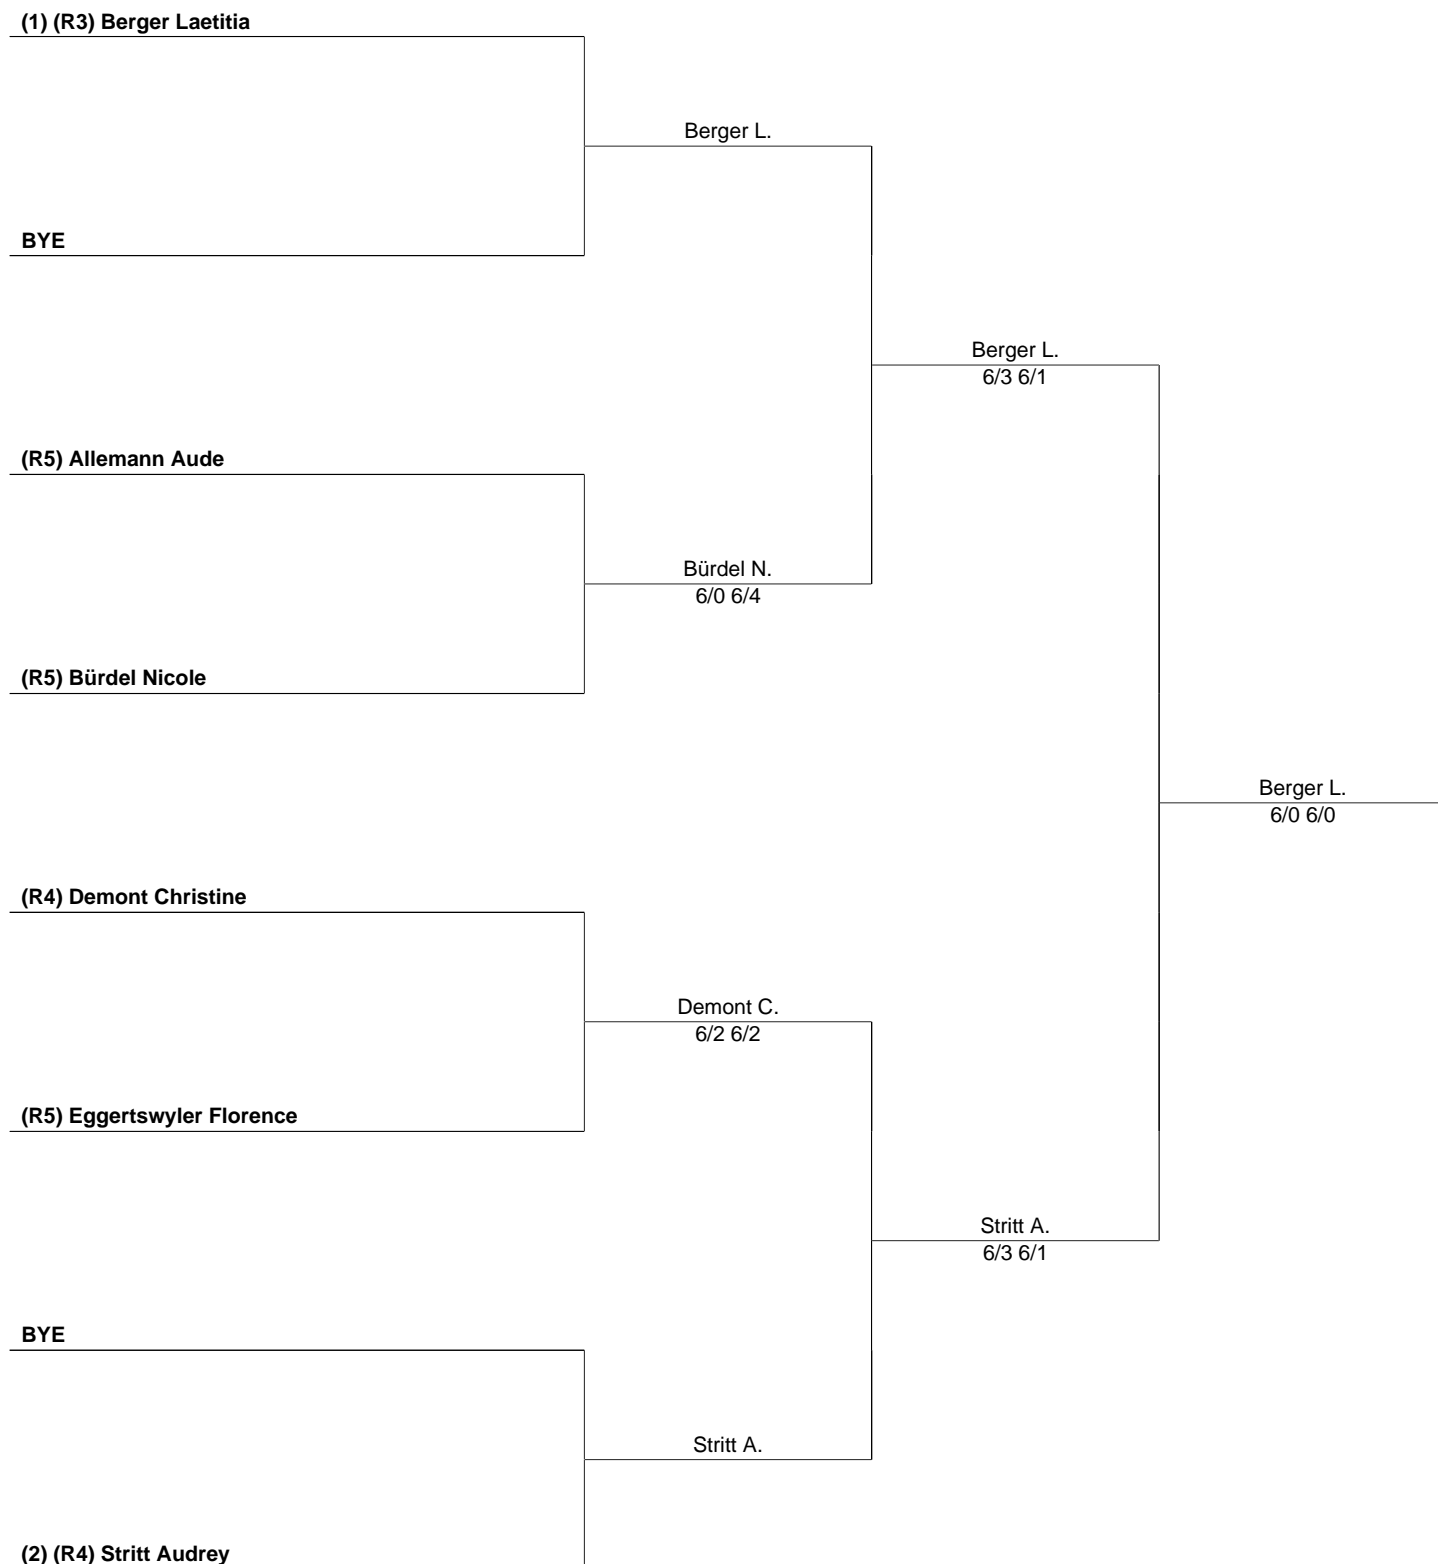 (1) (R3) Berger Laetitia
Berger L.
BYE
Berger L.
6/3 6/1
(R5) Allemann Aude
Bürdel N.
6/0 6/4
(R5) Bürdel Nicole
Berger L.
6/0 6/0
(R4) Demont Christine
Demont C.
6/2 6/2
(R5) Eggertswyler Florence
Stritt A.
6/3 6/1
BYE
Stritt A.
(2) (R4) Stritt Audrey